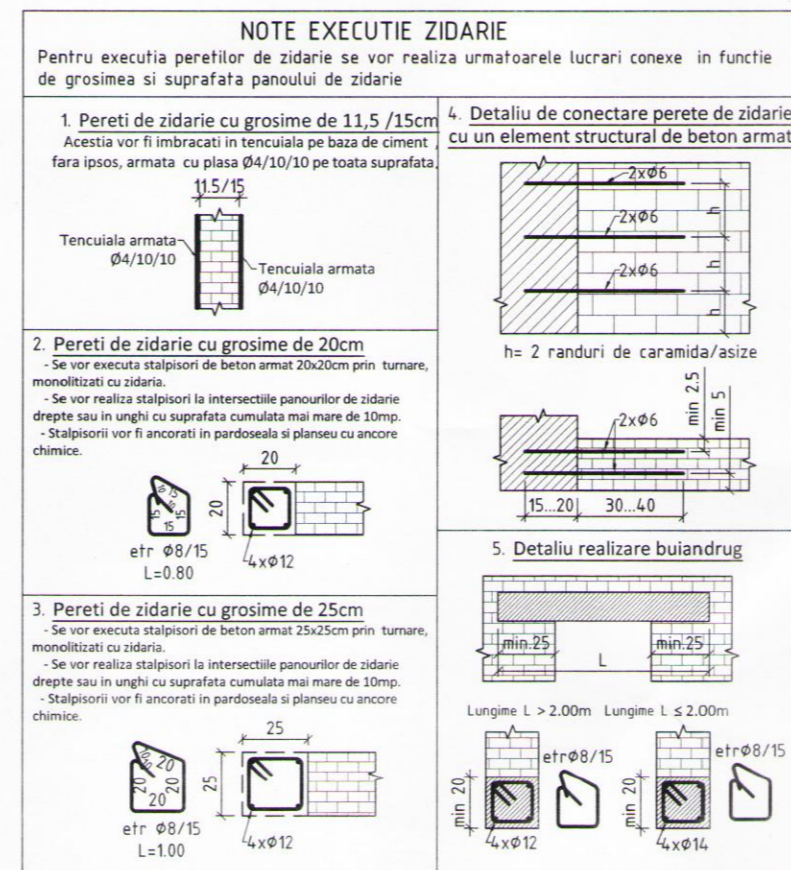 NOTE EXECUTIE ZIDARIE
Pentru executia peretilor de zidarie se vor realiza urmatoarele lucrari conexe in functie
de grosimea si suprafata panoului de zidarie
1. Pereti de zidarie cu grosime de 11,5 /15cm
Acestia vor fi imbracati in tencuiala pe baza de ciment ,
fara ipsos, armata cu plasa Ø4/10/10 pe toata suprafata.
11.5/15
Tencuiala armata
Ø4/10/10
Tencuiala armata
Ø4/10/10
2. Pereti de zidarie cu grosime de 20cm
- Se vor executa stalpisori de beton armat 20x20cm prin turnare,
monolitizati cu zidaria.
- Se vor realiza stalpisori la intersectiile panourilor de zidarie
drepte sau in unghi cu suprafata cumulata mai mare de 10mp.
- Stalpisorii vor fi ancorati in pardoseala si planseu cu ancore
chimice.
10 15
10
15 15
15
etr Ø8/15
L=0.80
20
20
4xØ12
3. Pereti de zidarie cu grosime de 25cm
- Se vor executa stalpisori de beton armat 25x25cm prin turnare,
monolitizati cu zidaria.
- Se vor realiza stalpisori la intersectiile panourilor de zidarie
drepte sau in unghi cu suprafata cumulata mai mare de 10mp.
- Stalpisorii vor fi ancorati in pardoseala si planseu cu ancore
chimice.
10 20
10
20 20
20
etr Ø8/15
L=1.00
25
25
4xØ12
4. Detaliu de conectare perete de zidarie
cu un element structural de beton armat
2xØ6
h
2xØ6
h
2xØ6
h
h= 2 randuri de caramida/asize
2xØ6
min 2.5
min 5
15...20
30...40
5. Detaliu realizare buiandrug
min.25
L
min.25
Lungime L > 2.00m
Lungime L ≤ 2.00m
etrØ8/15
min 20
4xØ12
etrØ8/15
min 20
4xØ14